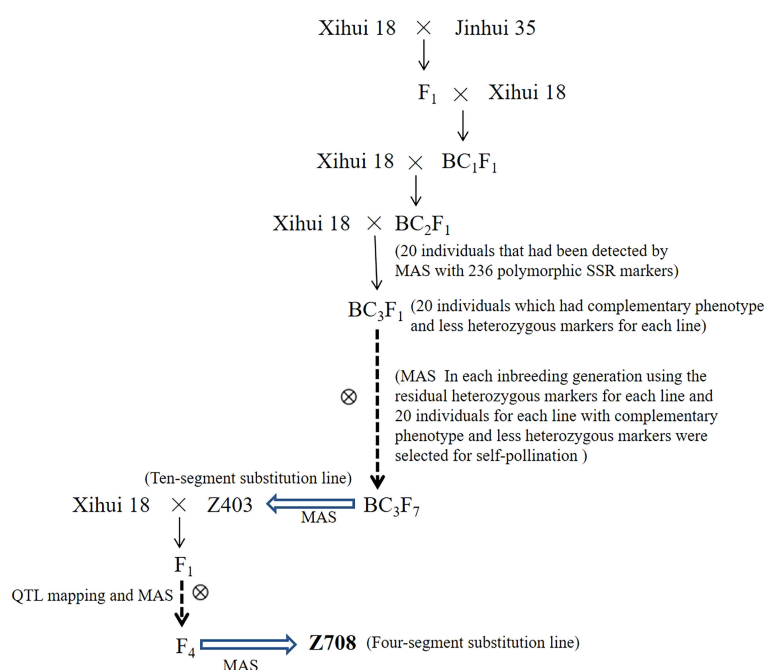 Xihui 18 × Jinhui 35
F₁ × Xihui 18
Xihui 18 × BC₁F₁
Xihui 18 × BC₂F₁
(20 individuals that had been detected by
MAS with 236 polymorphic SSR markers)
BC₃F₁ (20 individuals which had complementary phenotype
and less heterozygous markers for each line)
(MAS In each inbreeding generation using the
residual heterozygous markers for each line and
20 individuals for each line with complementary
phenotype and less heterozygous markers were
selected for self-pollination )
(Ten-segment substitution line)
Xihui 18 × Z403 MAS BC₃F₇
F₁
QTL mapping and MAS
F₄ MAS Z708 (Four-segment substitution line)